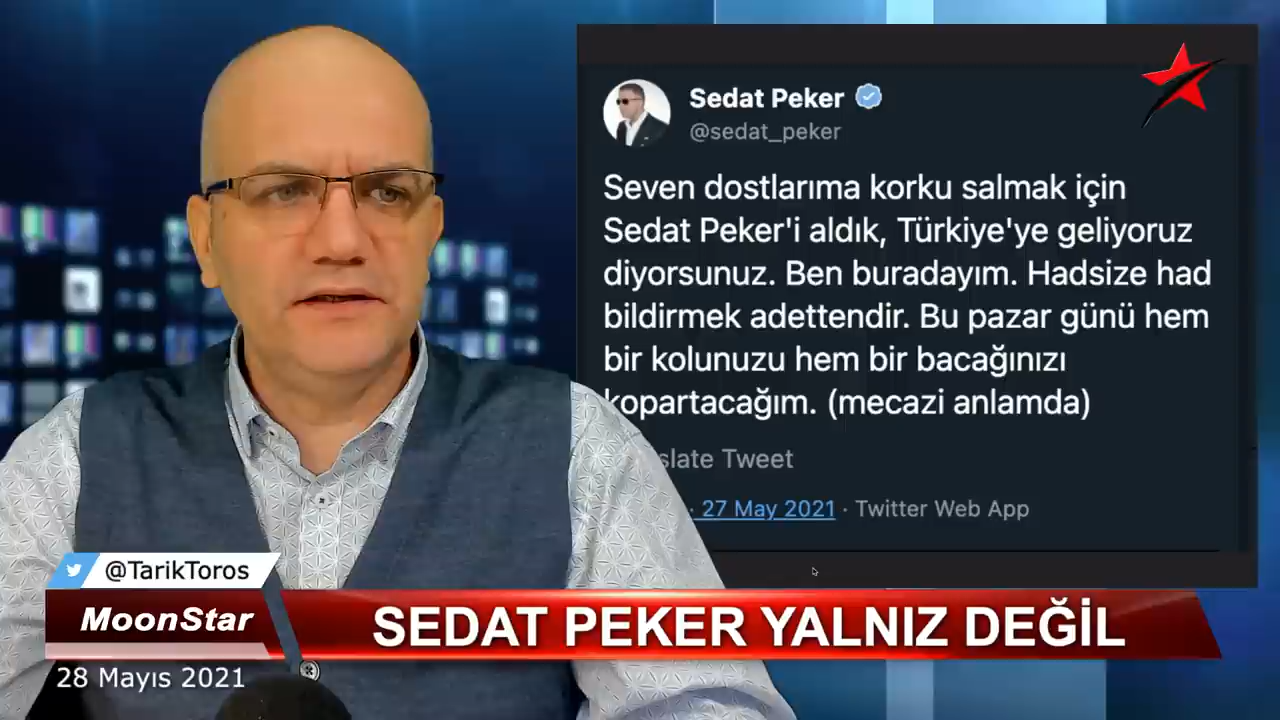 Sedat Peker
@sedat_peker
Seven dostlarıma korku salmak için
Sedat Peker'i aldık, Türkiye'ye geliyoruz
diyorsunuz. Ben buradayım. Hadsize had
bildirmek adettendir. Bu pazar günü hem
bir kolunuzu hem bir bacağınızı
kopartacağım. (mecazi anlamda)
slate Tweet
· 27 May 2021 · Twitter Web App
@TarikToros
MoonStar
SEDAT PEKER YALNIZ DEĞİL
28 Mayıs 2021